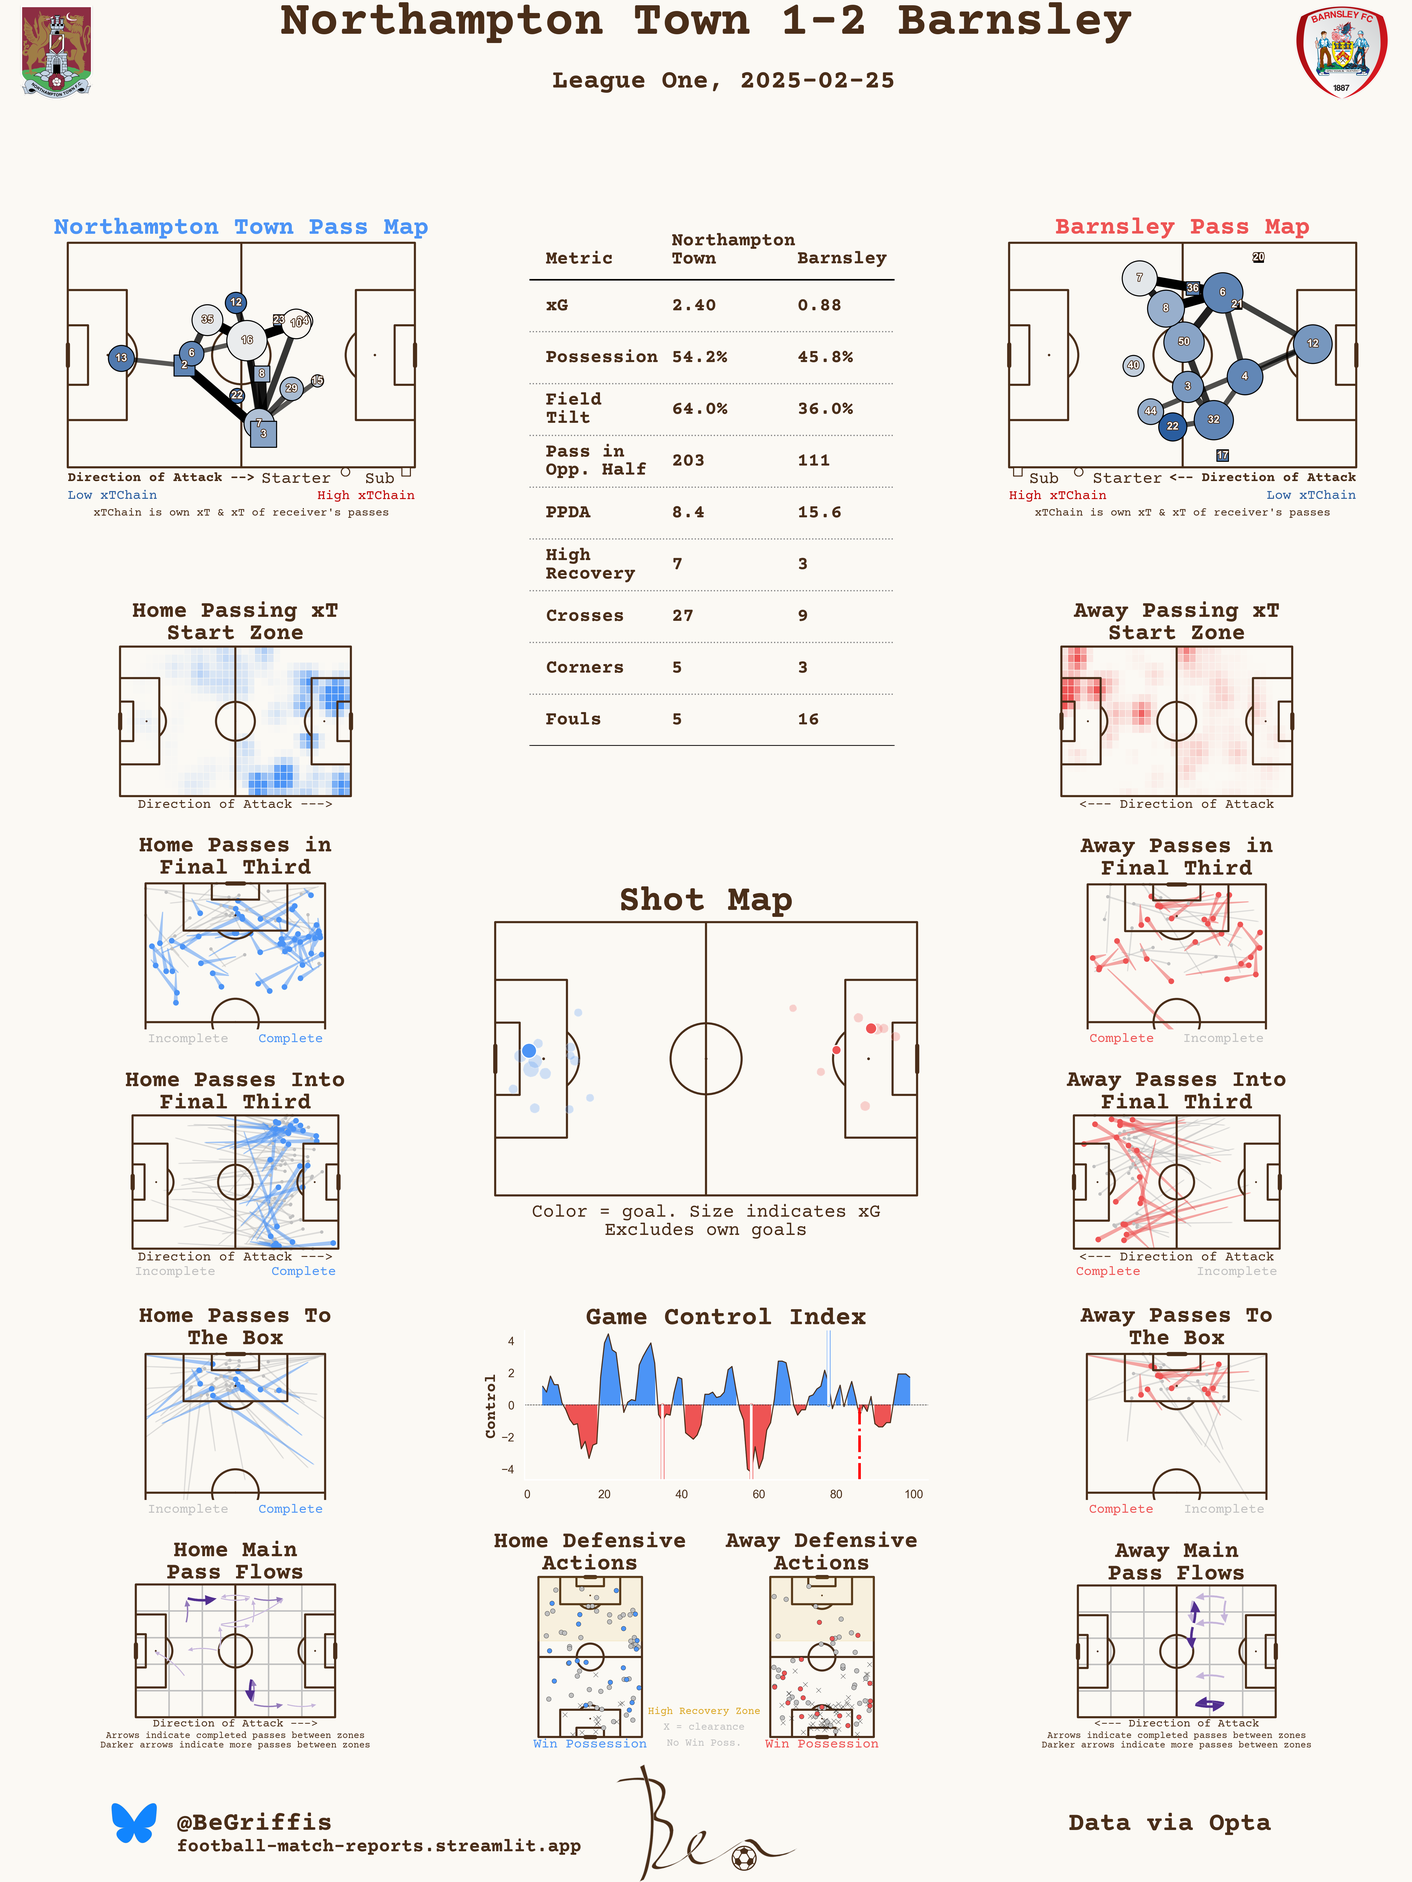 Northampton Town 1-2 Barnsley
League One, 2025-02-25
NORTHAMPTON TOWN F.C.
BARNSLEY FC
1887
Northampton Town Pass Map
12
35
23
10
16
13
6
2
8
15
29
22
7
3
Direction of Attack -->
Starter
Sub
Low xTChain
High xTChain
xTChain is own xT & xT of receiver's passes
Metric
Northampton
Town
Barnsley
xG 2.40 0.88
Possession 54.2% 45.8%
Field
Tilt
64.0% 36.0%
Pass in
Opp. Half
203 111
PPDA 8.4 15.6
High
Recovery
7 3
Crosses 27 9
Corners 5 3
Fouls 5 16
Barnsley Pass Map
20
7
36
6
21
8
50
12
40
4
3
44
32
22
17
Sub
Starter
<-- Direction of Attack
High xTChain
Low xTChain
xTChain is own xT & xT of receiver's passes
Home Passing xT
Start Zone
Direction of Attack --->
Away Passing xT
Start Zone
<--- Direction of Attack
Home Passes in
Final Third
Incomplete
Complete
Away Passes in
Final Third
Complete
Incomplete
Shot Map
Color = goal. Size indicates xG
Excludes own goals
Home Passes Into
Final Third
Direction of Attack --->
Incomplete
Complete
Away Passes Into
Final Third
<--- Direction of Attack
Complete
Incomplete
Home Passes To
The Box
Incomplete
Complete
Game Control Index
Control
4
2
0
−2
−4
0 20 40 60 80 100
Away Passes To
The Box
Complete
Incomplete
Home Main
Pass Flows
Direction of Attack --->
Arrows indicate completed passes between zones
Darker arrows indicate more passes between zones
Home Defensive
Actions
Win Possession
High Recovery Zone
X = clearance
No Win Poss.
Away Defensive
Actions
Win Possession
Away Main
Pass Flows
<--- Direction of Attack
Arrows indicate completed passes between zones
Darker arrows indicate more passes between zones
@BeGriffis
football-match-reports.streamlit.app
Ben
Data via Opta